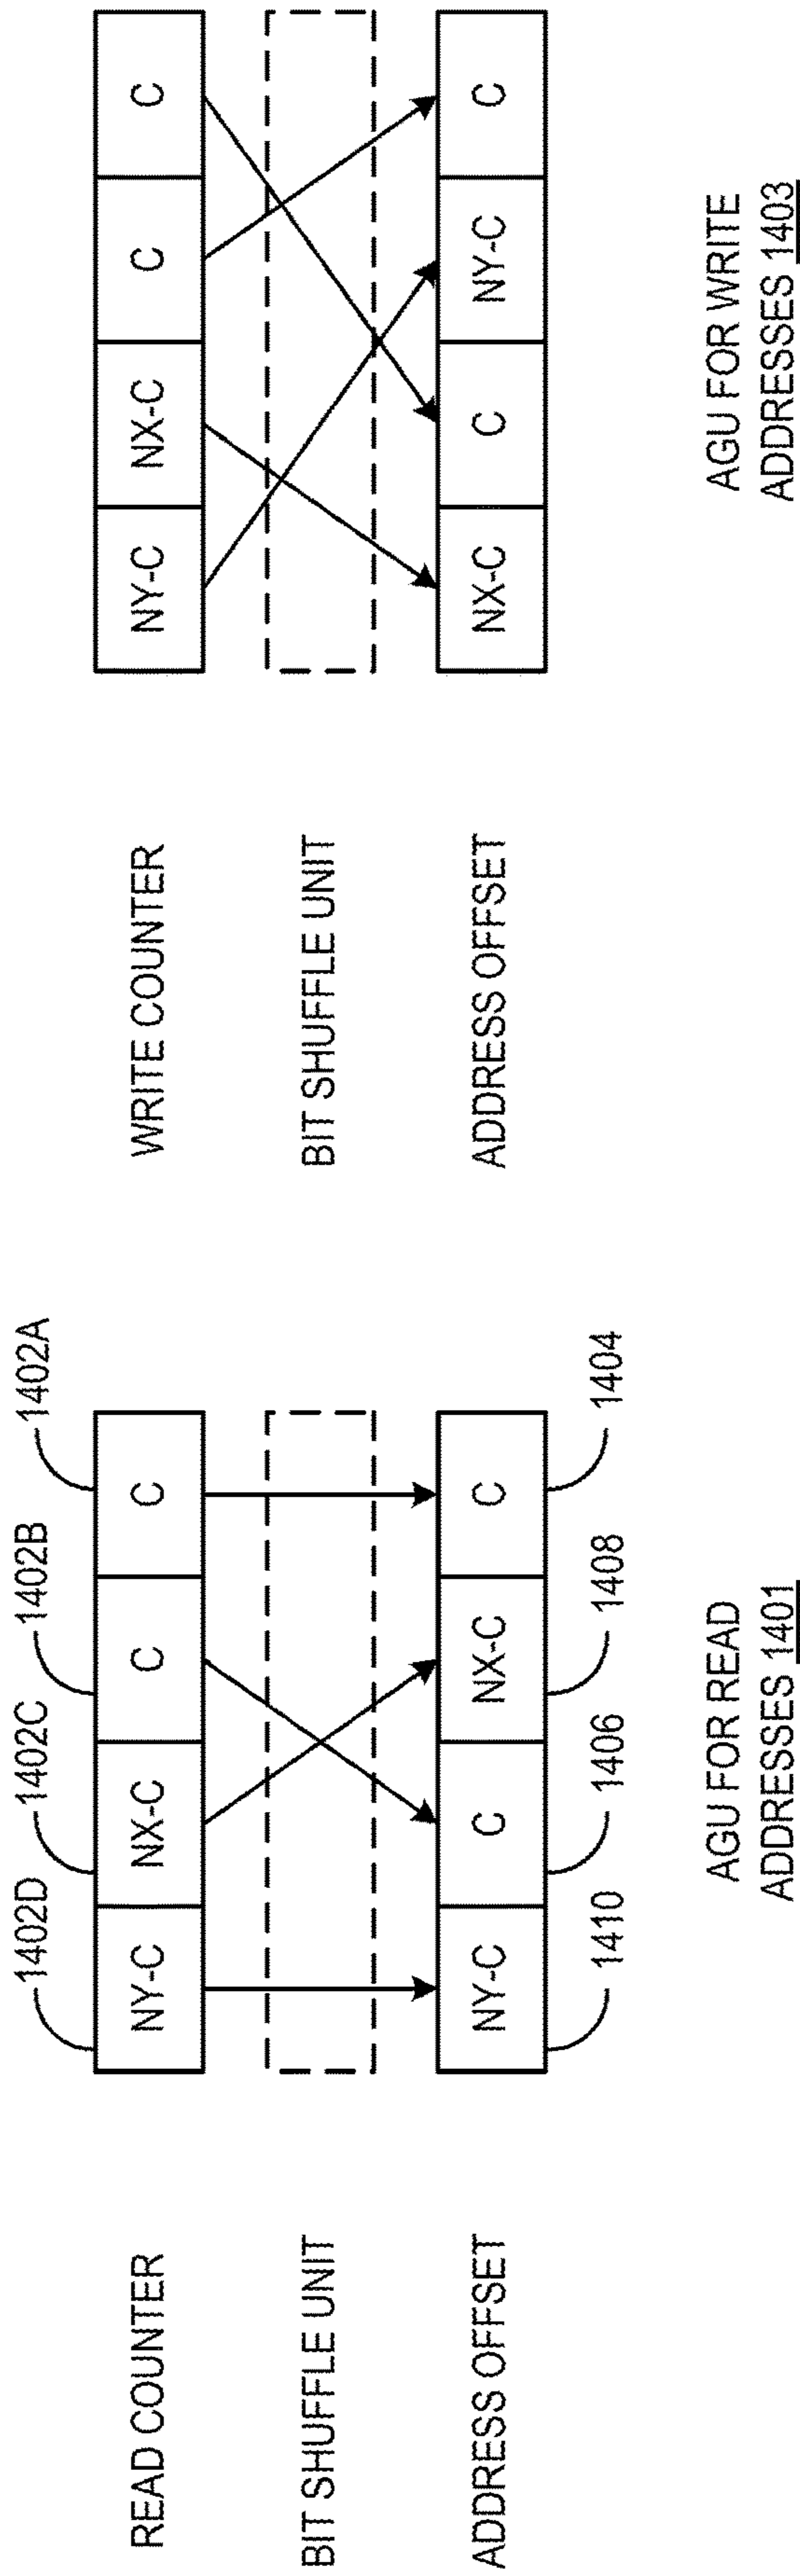 1402D 1402C 1402B 1402A
READ COUNTER NY-C NX-C C C
BIT SHUFFLE UNIT
ADDRESS OFFSET NY-C C NX-C C
1410 1406 1408 1404
AGU FOR READ
ADDRESSES 1401
WRITE COUNTER NY-C NX-C C C
BIT SHUFFLE UNIT
ADDRESS OFFSET NX-C C NY-C C
AGU FOR WRITE
ADDRESSES 1403